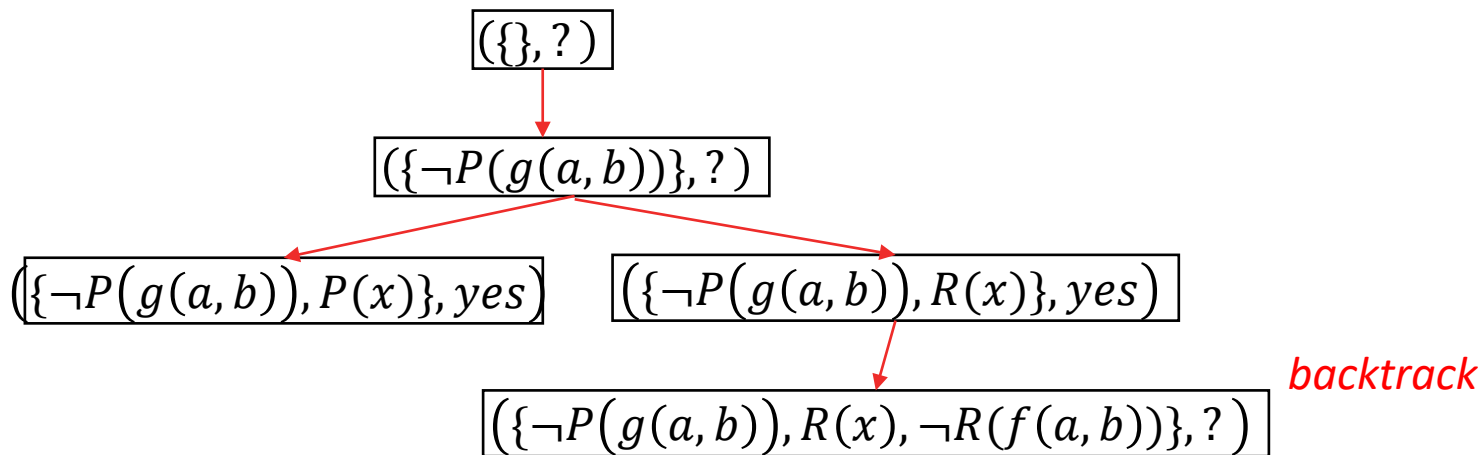 ({}, ? )
({¬P(g(a, b))}, ? )
({¬P(g(a, b)), P(x)}, yes)
({¬P(g(a, b)), R(x)}, yes)
backtrack
({¬P(g(a, b)), R(x), ¬R(f(a, b))}, ? )